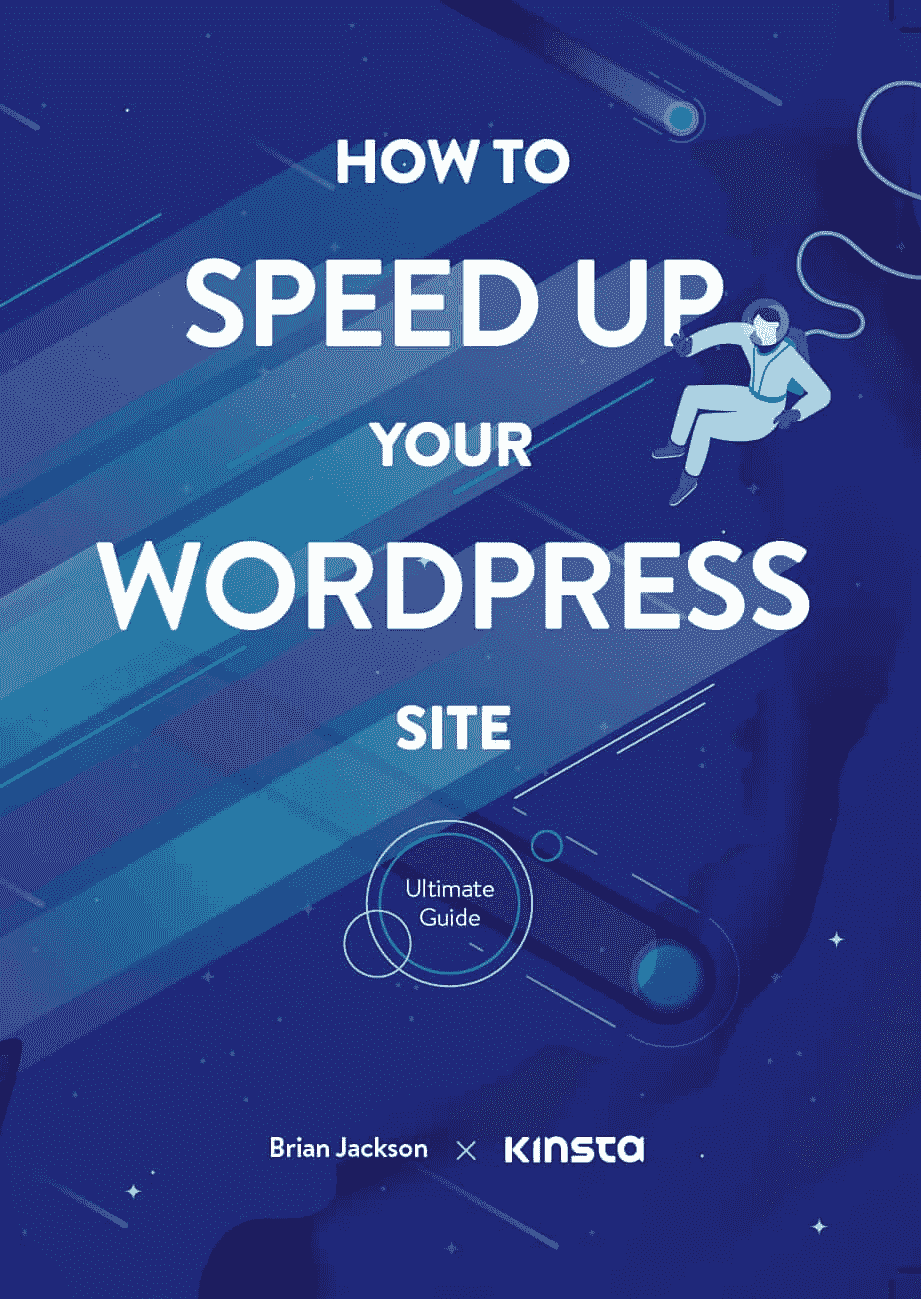 HOW TO
SPEED UP
YOUR
WORDPRESS
SITE
Ultimate
Guide
Brian Jackson × KINSTA